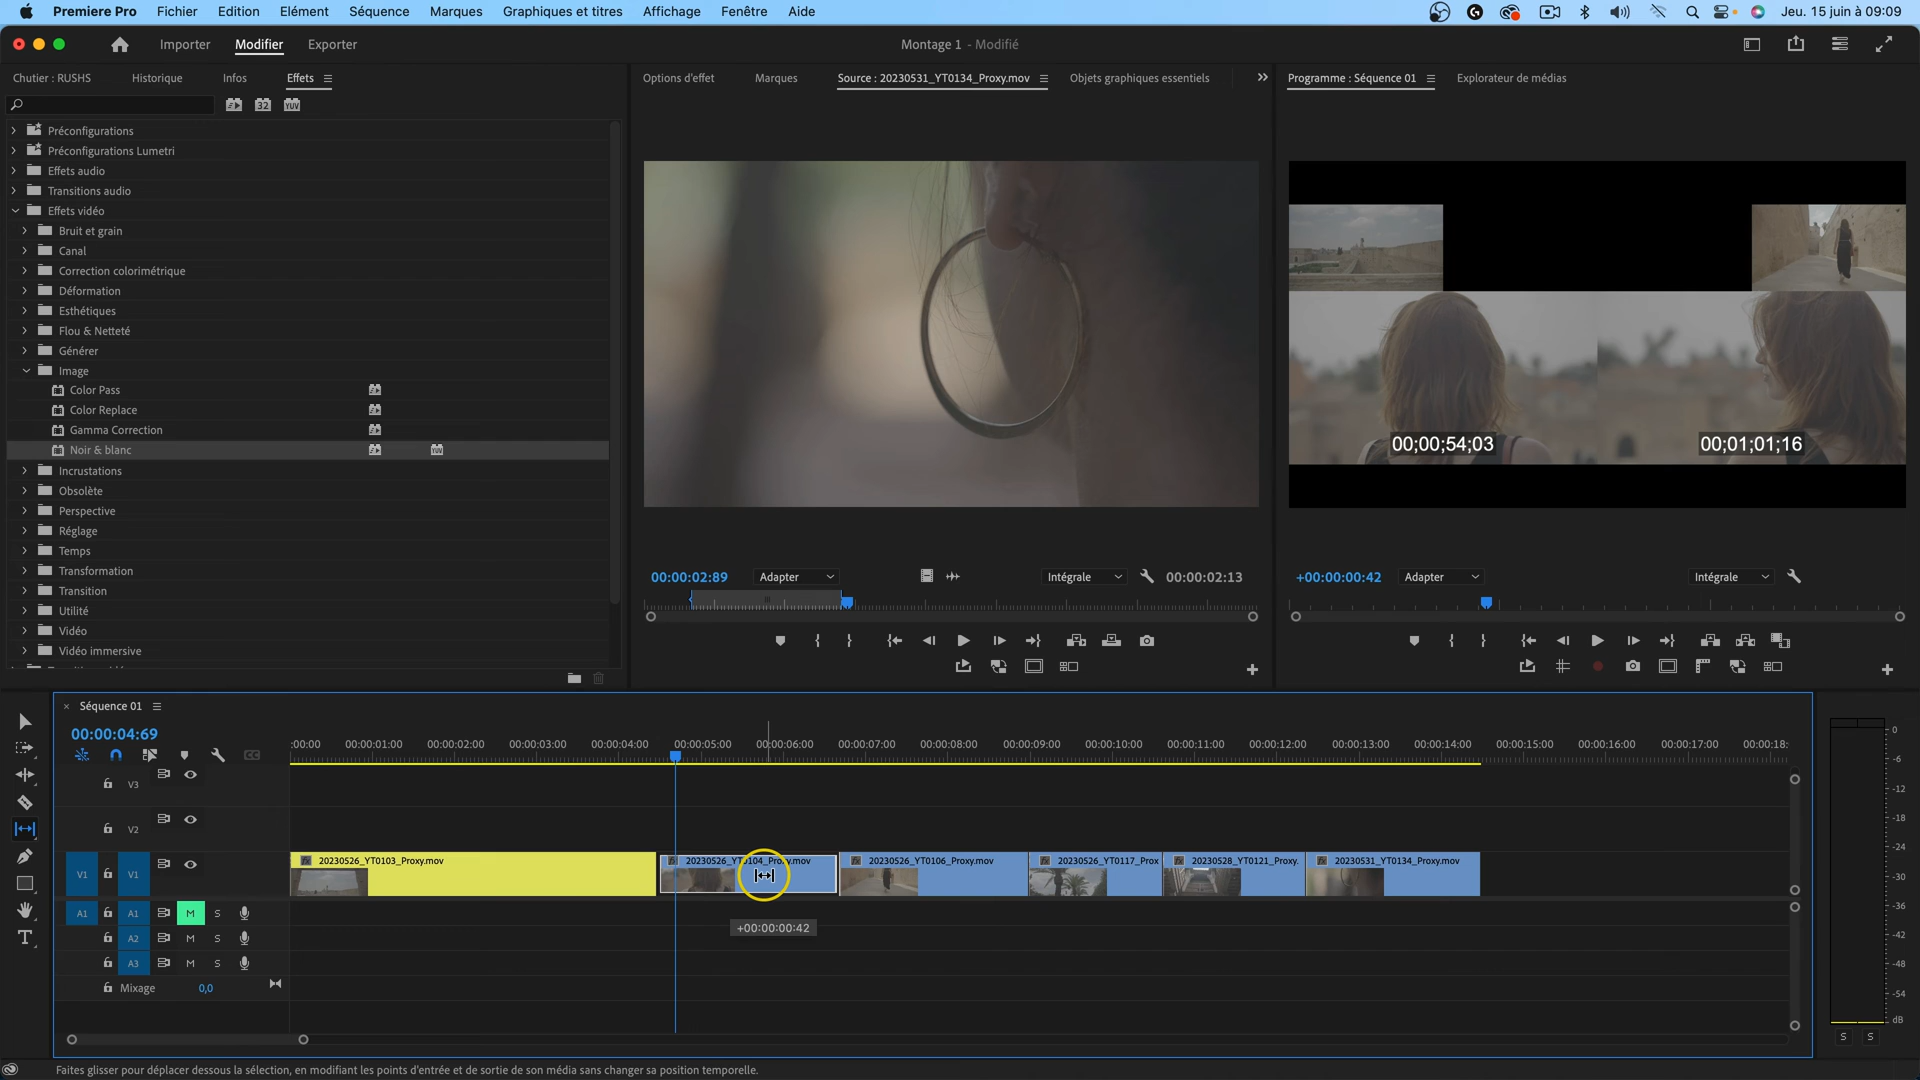 Premiere Pro Fichier Edition Elément Séquence Marques Graphiques et titres Affichage Fenêtre Aide Jeu. 15 juin à 09:09
Importer Modifier Exporter Montage 1 - Modifié
Chutier : RUSHS Historique Infos Effets
Options d'effet Marques Source : 20230531_YT0134_Proxy.mov Objets graphiques essentiels
Programme : Séquence 01 Explorateur de médias
32 YUV
Préconfigurations
Préconfigurations Lumetri
Effets audio
Transitions audio
Effets vidéo
Bruit et grain
Canal
Correction colorimétrique
Déformation
Esthétiques
Flou & Netteté
Générer
Image
Color Pass
Color Replace
Gamma Correction
Noir & blanc
Incrustations
Obsolète
Perspective
Réglage
Temps
Transformation
Transition
Utilité
Vidéo
Vidéo immersive
00:00:02:89 Adapter Intégrale 00:00:02:13
00;00;54;03 00;01;01;16
+00:00:00:42 Adapter Intégrale
Séquence 01
00:00:04:69
:00:00 00:00:01:00 00:00:02:00 00:00:03:00 00:00:04:00 00:00:05:00 00:00:06:00 00:00:07:00 00:00:08:00 00:00:09:00 00:00:10:00 00:00:11:00 00:00:12:00 00:00:13:00 00:00:14:00 00:00:15:00 00:00:16:00 00:00:17:00 00:00:18:
V3
V2
V1 V1
20230526_YT0103_Proxy.mov 20230526_YT0104_Proxy.mov 20230526_YT0106_Proxy.mov 20230526_YT0117_Prox 20230528_YT0121_Proxy. 20230531_YT0134_Proxy.mov
A1 A1 M S
+00:00:00:42
A2 M S
A3 M S
Mixage 0,0
0
-6
-12
-18
-24
-30
-36
-42
-48
-54
dB
S S
Faites glisser pour déplacer dessous la sélection, en modifiant les points d'entrée et de sortie de son média sans changer sa position temporelle.